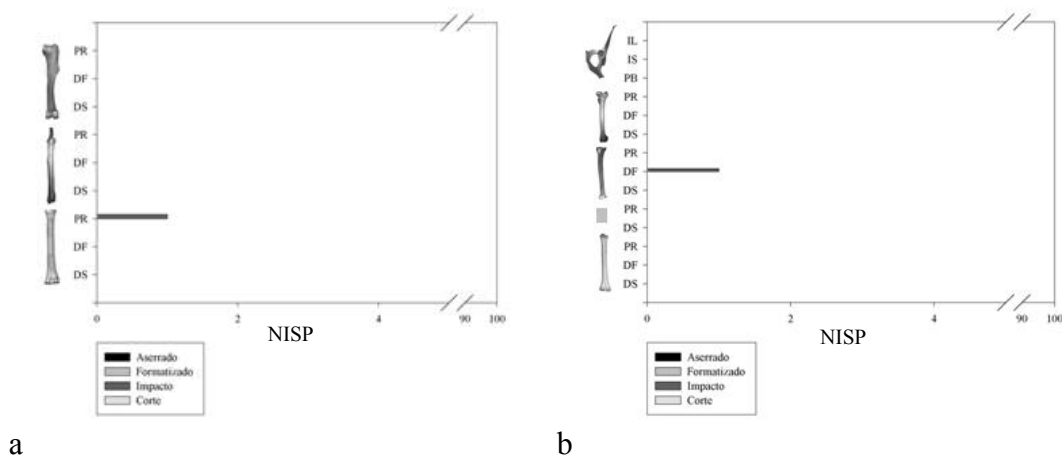 PR
DF
DS
PR
DF
DS
PR
DF
DS
0 2 4 90 100
NISP
Aserrado
Formatizado
Impacto
Corte
a
IL
IS
PB
PR
DF
DS
PR
DF
DS
PR
DS
PR
DF
DS
0 2 4 90 100
NISP
Aserrado
Formatizado
Impacto
Corte
b